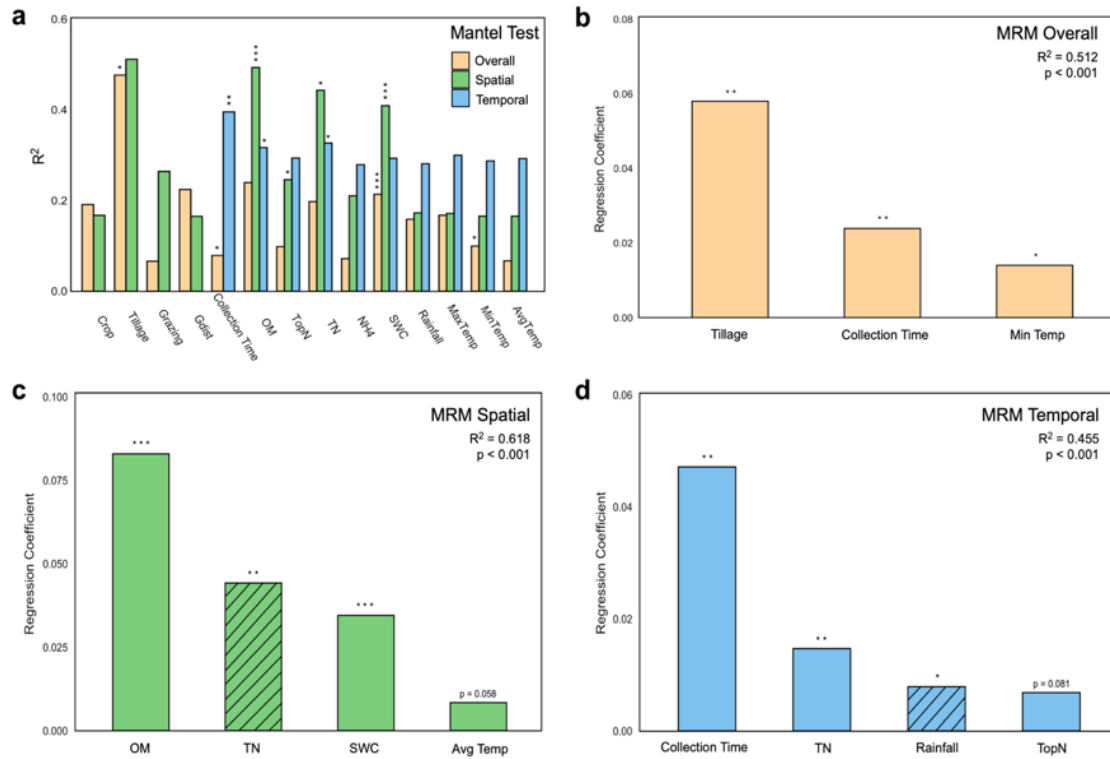 a
Mantel Test
Overall
Spatial
Temporal
R²
0.6
0.4
0.2
0.0
*
*
**
***
*
*
*
*
***
***
*
Crop
Tillage
Grazing
Gdist
Collection Time
OM
TopN
TN
NH4
SWC
Rainfall
MaxTemp
MinTemp
AvgTemp
b
MRM Overall
R² = 0.512
p < 0.001
Regression Coefficient
0.08
0.06
0.04
0.02
0.00
**
**
*
Tillage
Collection Time
Min Temp
c
MRM Spatial
R² = 0.618
p < 0.001
Regression Coefficient
0.100
0.075
0.050
0.025
0.000
***
**
***
p = 0.058
OM
TN
SWC
Avg Temp
d
MRM Temporal
R² = 0.455
p < 0.001
Regression Coefficient
0.06
0.04
0.02
0.00
**
**
*
p = 0.081
Collection Time
TN
Rainfall
TopN